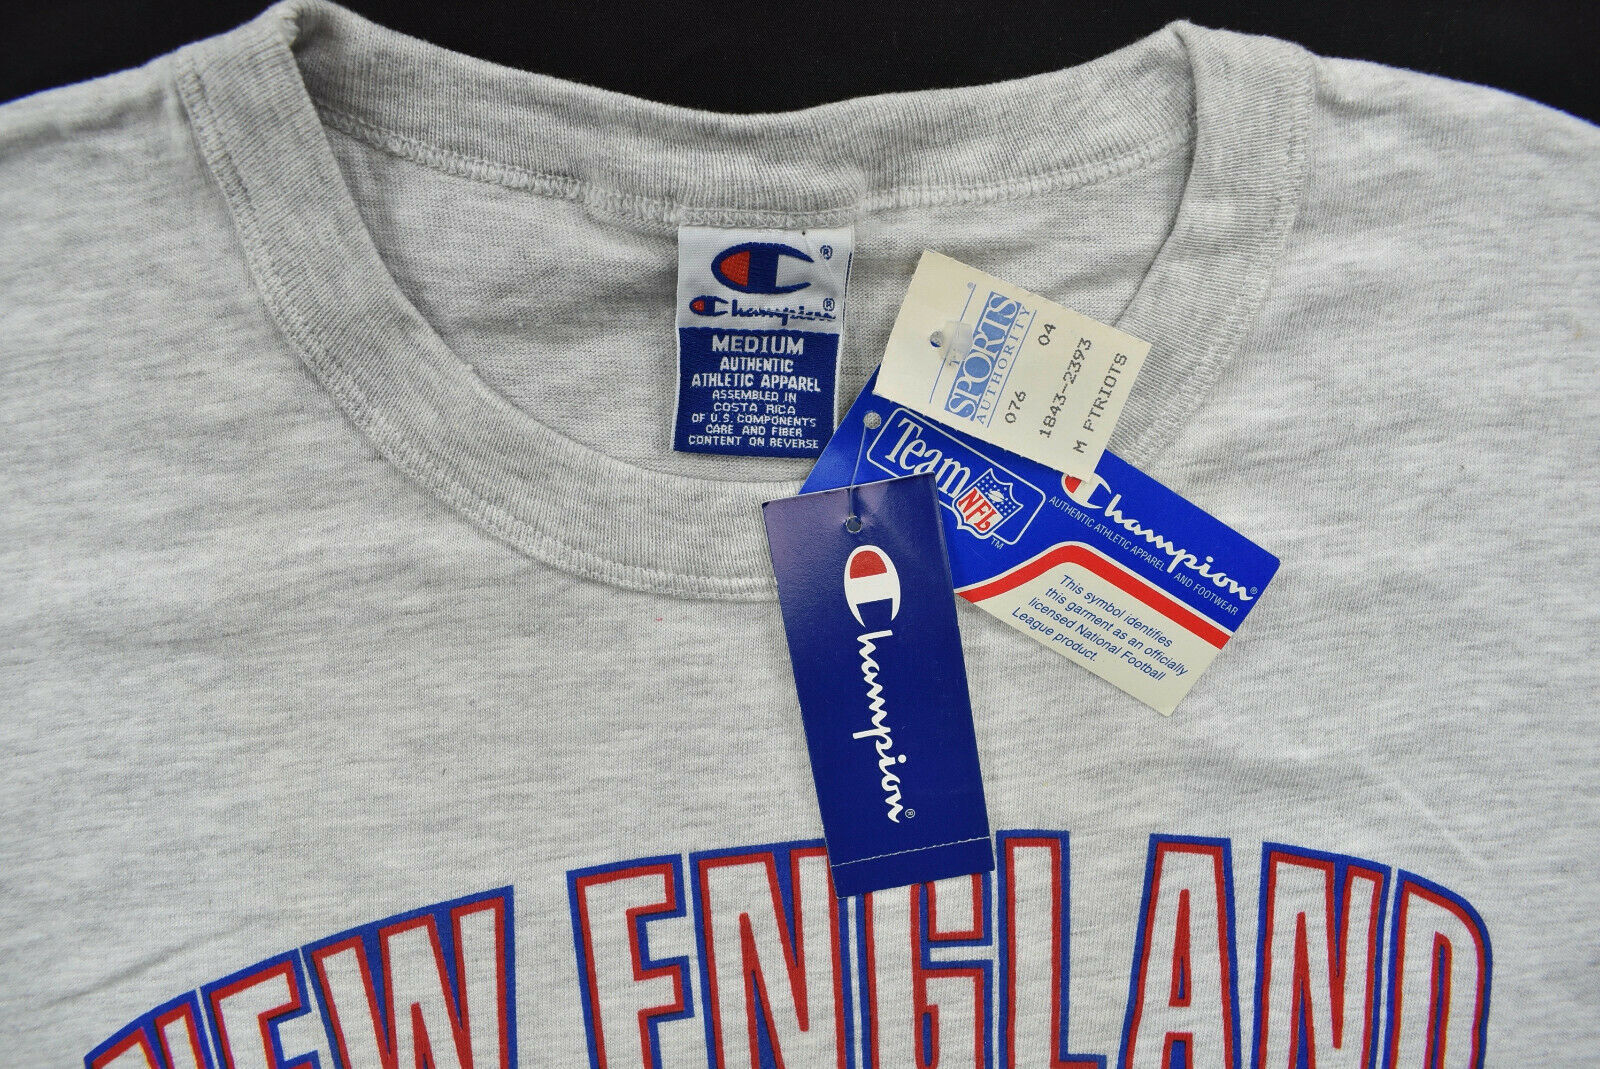 ®
Champion®
MEDIUM
AUTHENTIC
ATHLETIC APPAREL
ASSEMBLED IN
COSTA RICA
OF U.S. COMPONENTS
CARE AND FIBER
CONTENT ON REVERSE
SPORTS
AUTHORITY
076 04
1843-2393
M PTRIOTS
Team
NFL
™
Champion®
AUTHENTIC ATHLETIC APPAREL AND FOOTWEAR
This symbol identifies
this garment as an officially
licensed National Football
League product.
Champion®
NEW ENGLAND